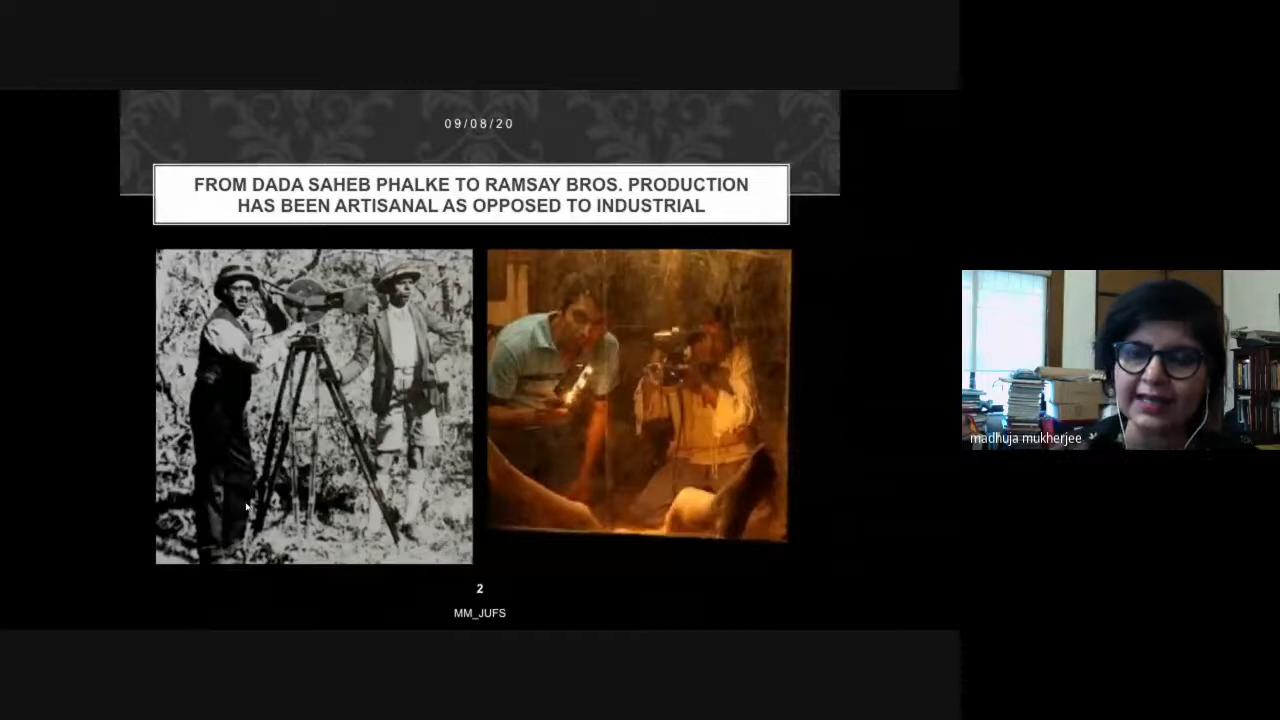 09/08/20
FROM DADA SAHEB PHALKE TO RAMSAY BROS. PRODUCTION
HAS BEEN ARTISANAL AS OPPOSED TO INDUSTRIAL
madhuja mukherjee
2
MM_JUFS